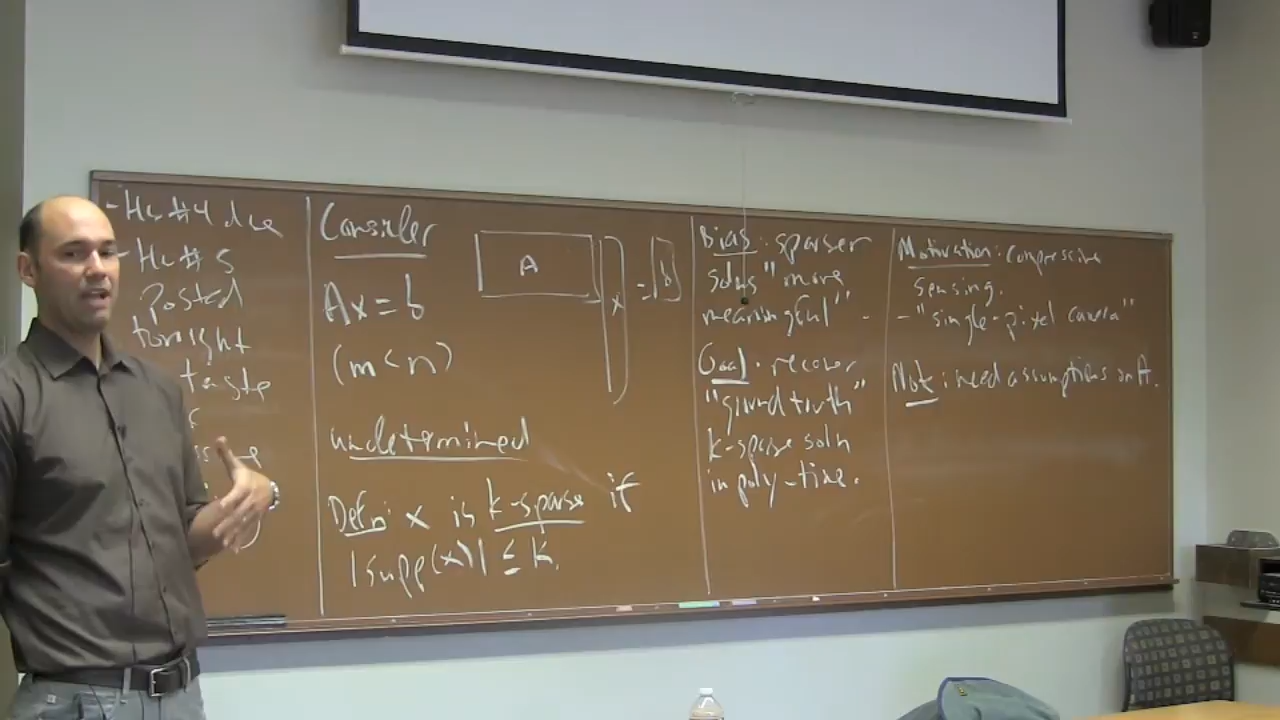 - Hw #4 due
- Hw # 5
posted
tonight
Consider
Ax = b
(m < n)
A
x
=
b
undetermined
Defn: x is k-sparse if
|supp(x)| ≤ k.
Bias: sparser
solns "more
meaningful"
Goal: recover
"ground truth"
k-sparse soln
in poly-time.
Motivation: compressive
sensing.
- "single-pixel camera"
Note: need assumptions on A.